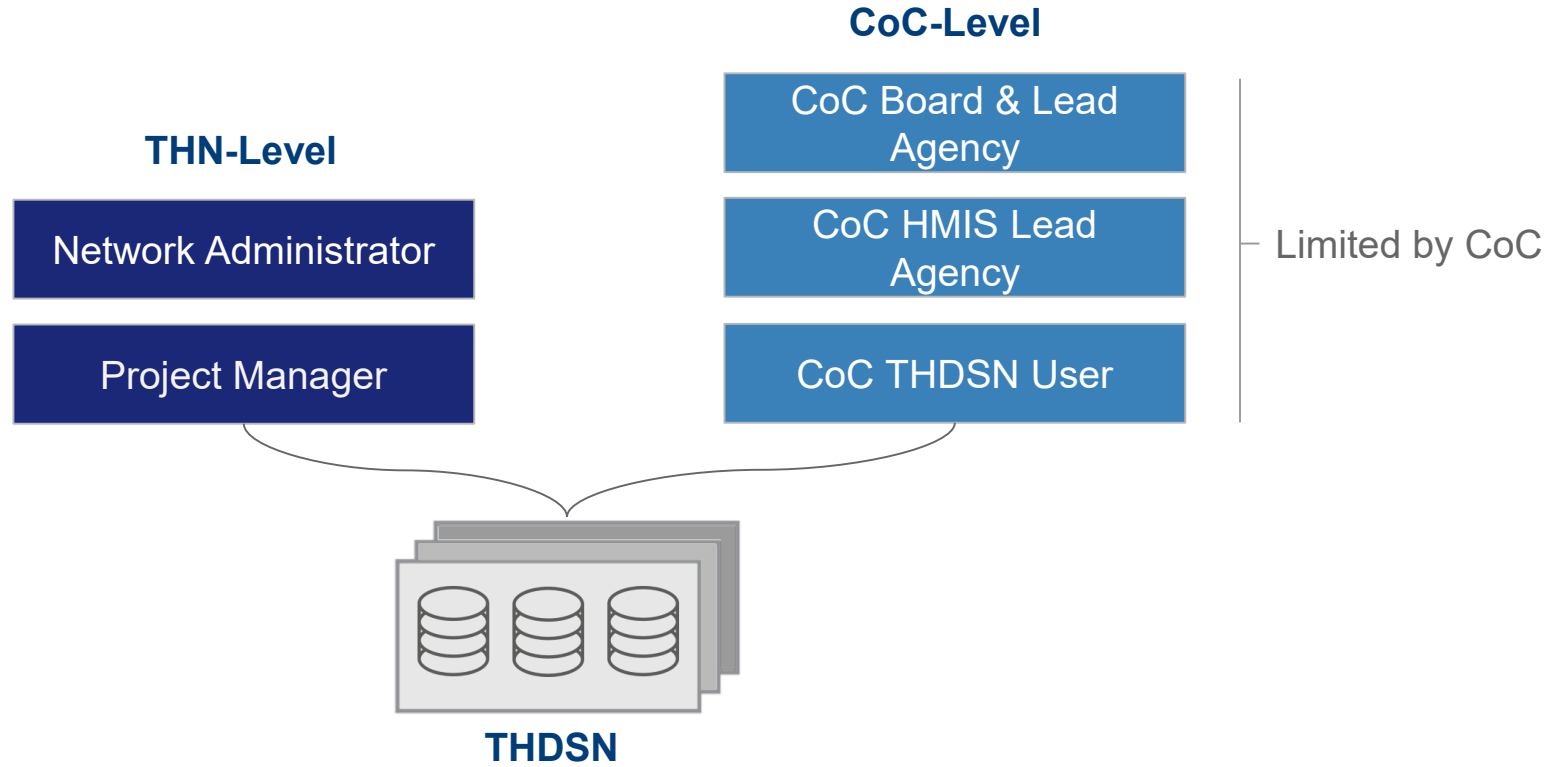 THN-Level
Network Administrator
Project Manager
CoC-Level
CoC Board & Lead
Agency
CoC HMIS Lead
Agency
CoC THDSN User
Limited by CoC
THDSN